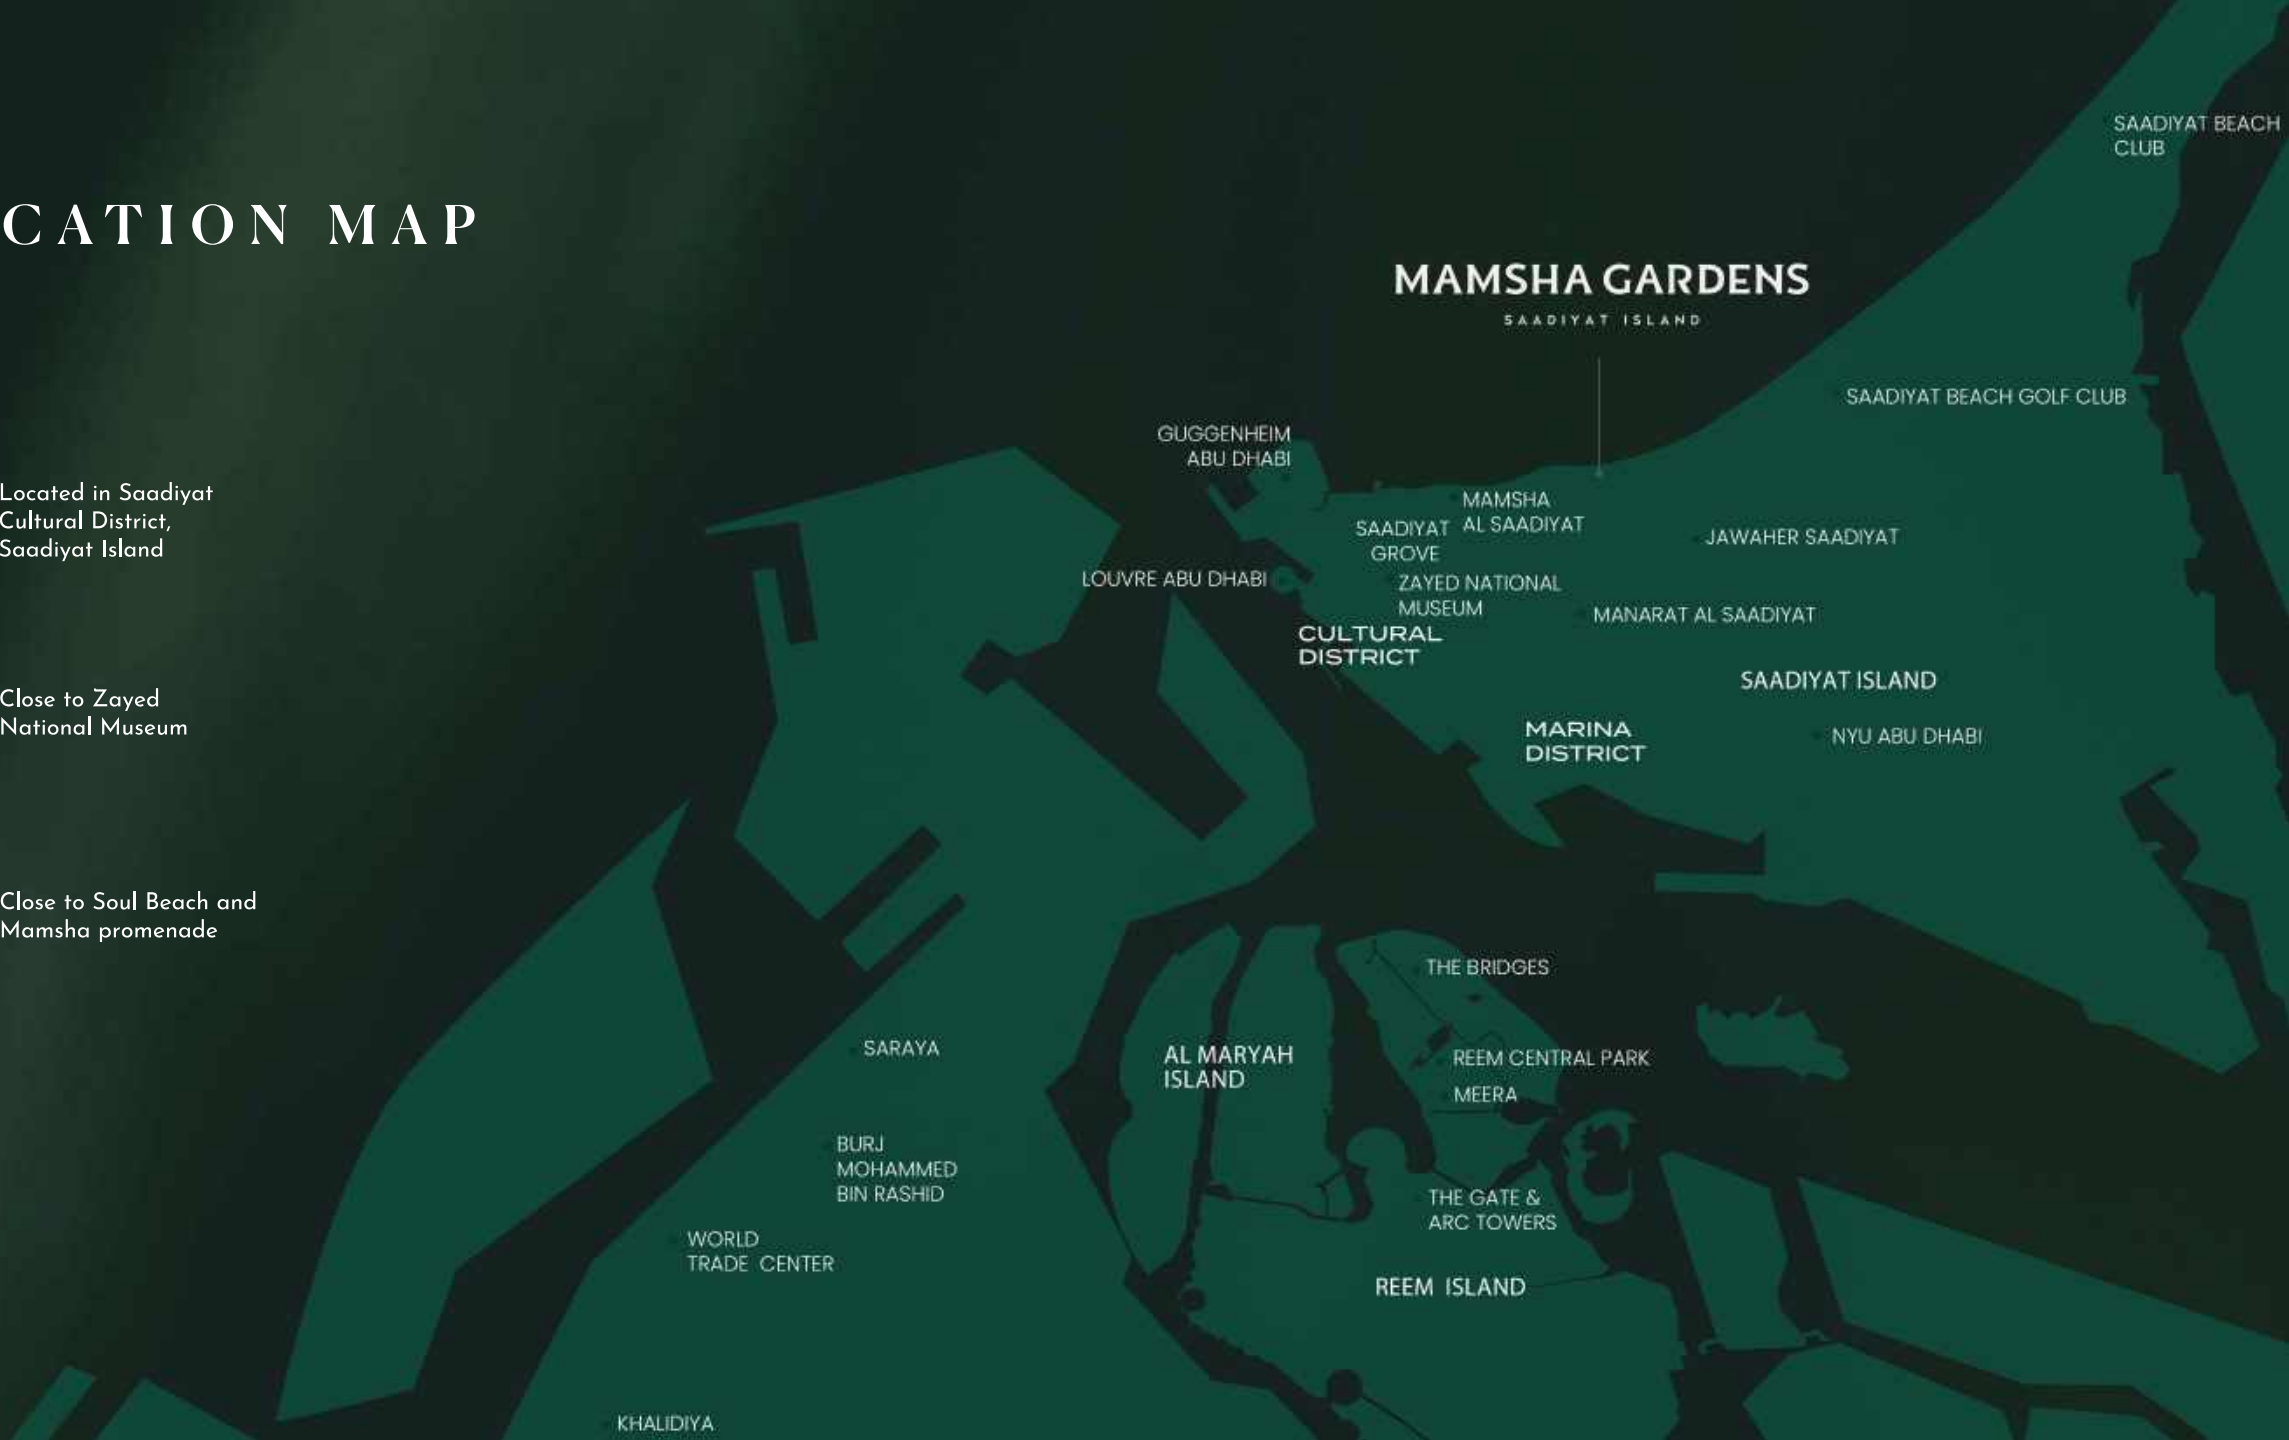 CATION MAP
Located in Saadiyat
Cultural District,
Saadiyat Island
Close to Zayed
National Museum
Close to Soul Beach and
Mamsha promenade
SAADIYAT BEACH
CLUB
MAMSHA GARDENS
SAADIYAT ISLAND
SAADIYAT BEACH GOLF CLUB
GUGGENHEIM
ABU DHABI
MAMSHA
AL SAADIYAT
SAADIYAT
GROVE
JAWAHER SAADIYAT
LOUVRE ABU DHABI
ZAYED NATIONAL
MUSEUM
MANARAT AL SAADIYAT
CULTURAL
DISTRICT
SAADIYAT ISLAND
MARINA
DISTRICT
NYU ABU DHABI
THE BRIDGES
SARAYA
AL MARYAH
ISLAND
REEM CENTRAL PARK
MEERA
BURJ
MOHAMMED
BIN RASHID
THE GATE &
ARC TOWERS
WORLD
TRADE CENTER
REEM ISLAND
KHALIDIYA